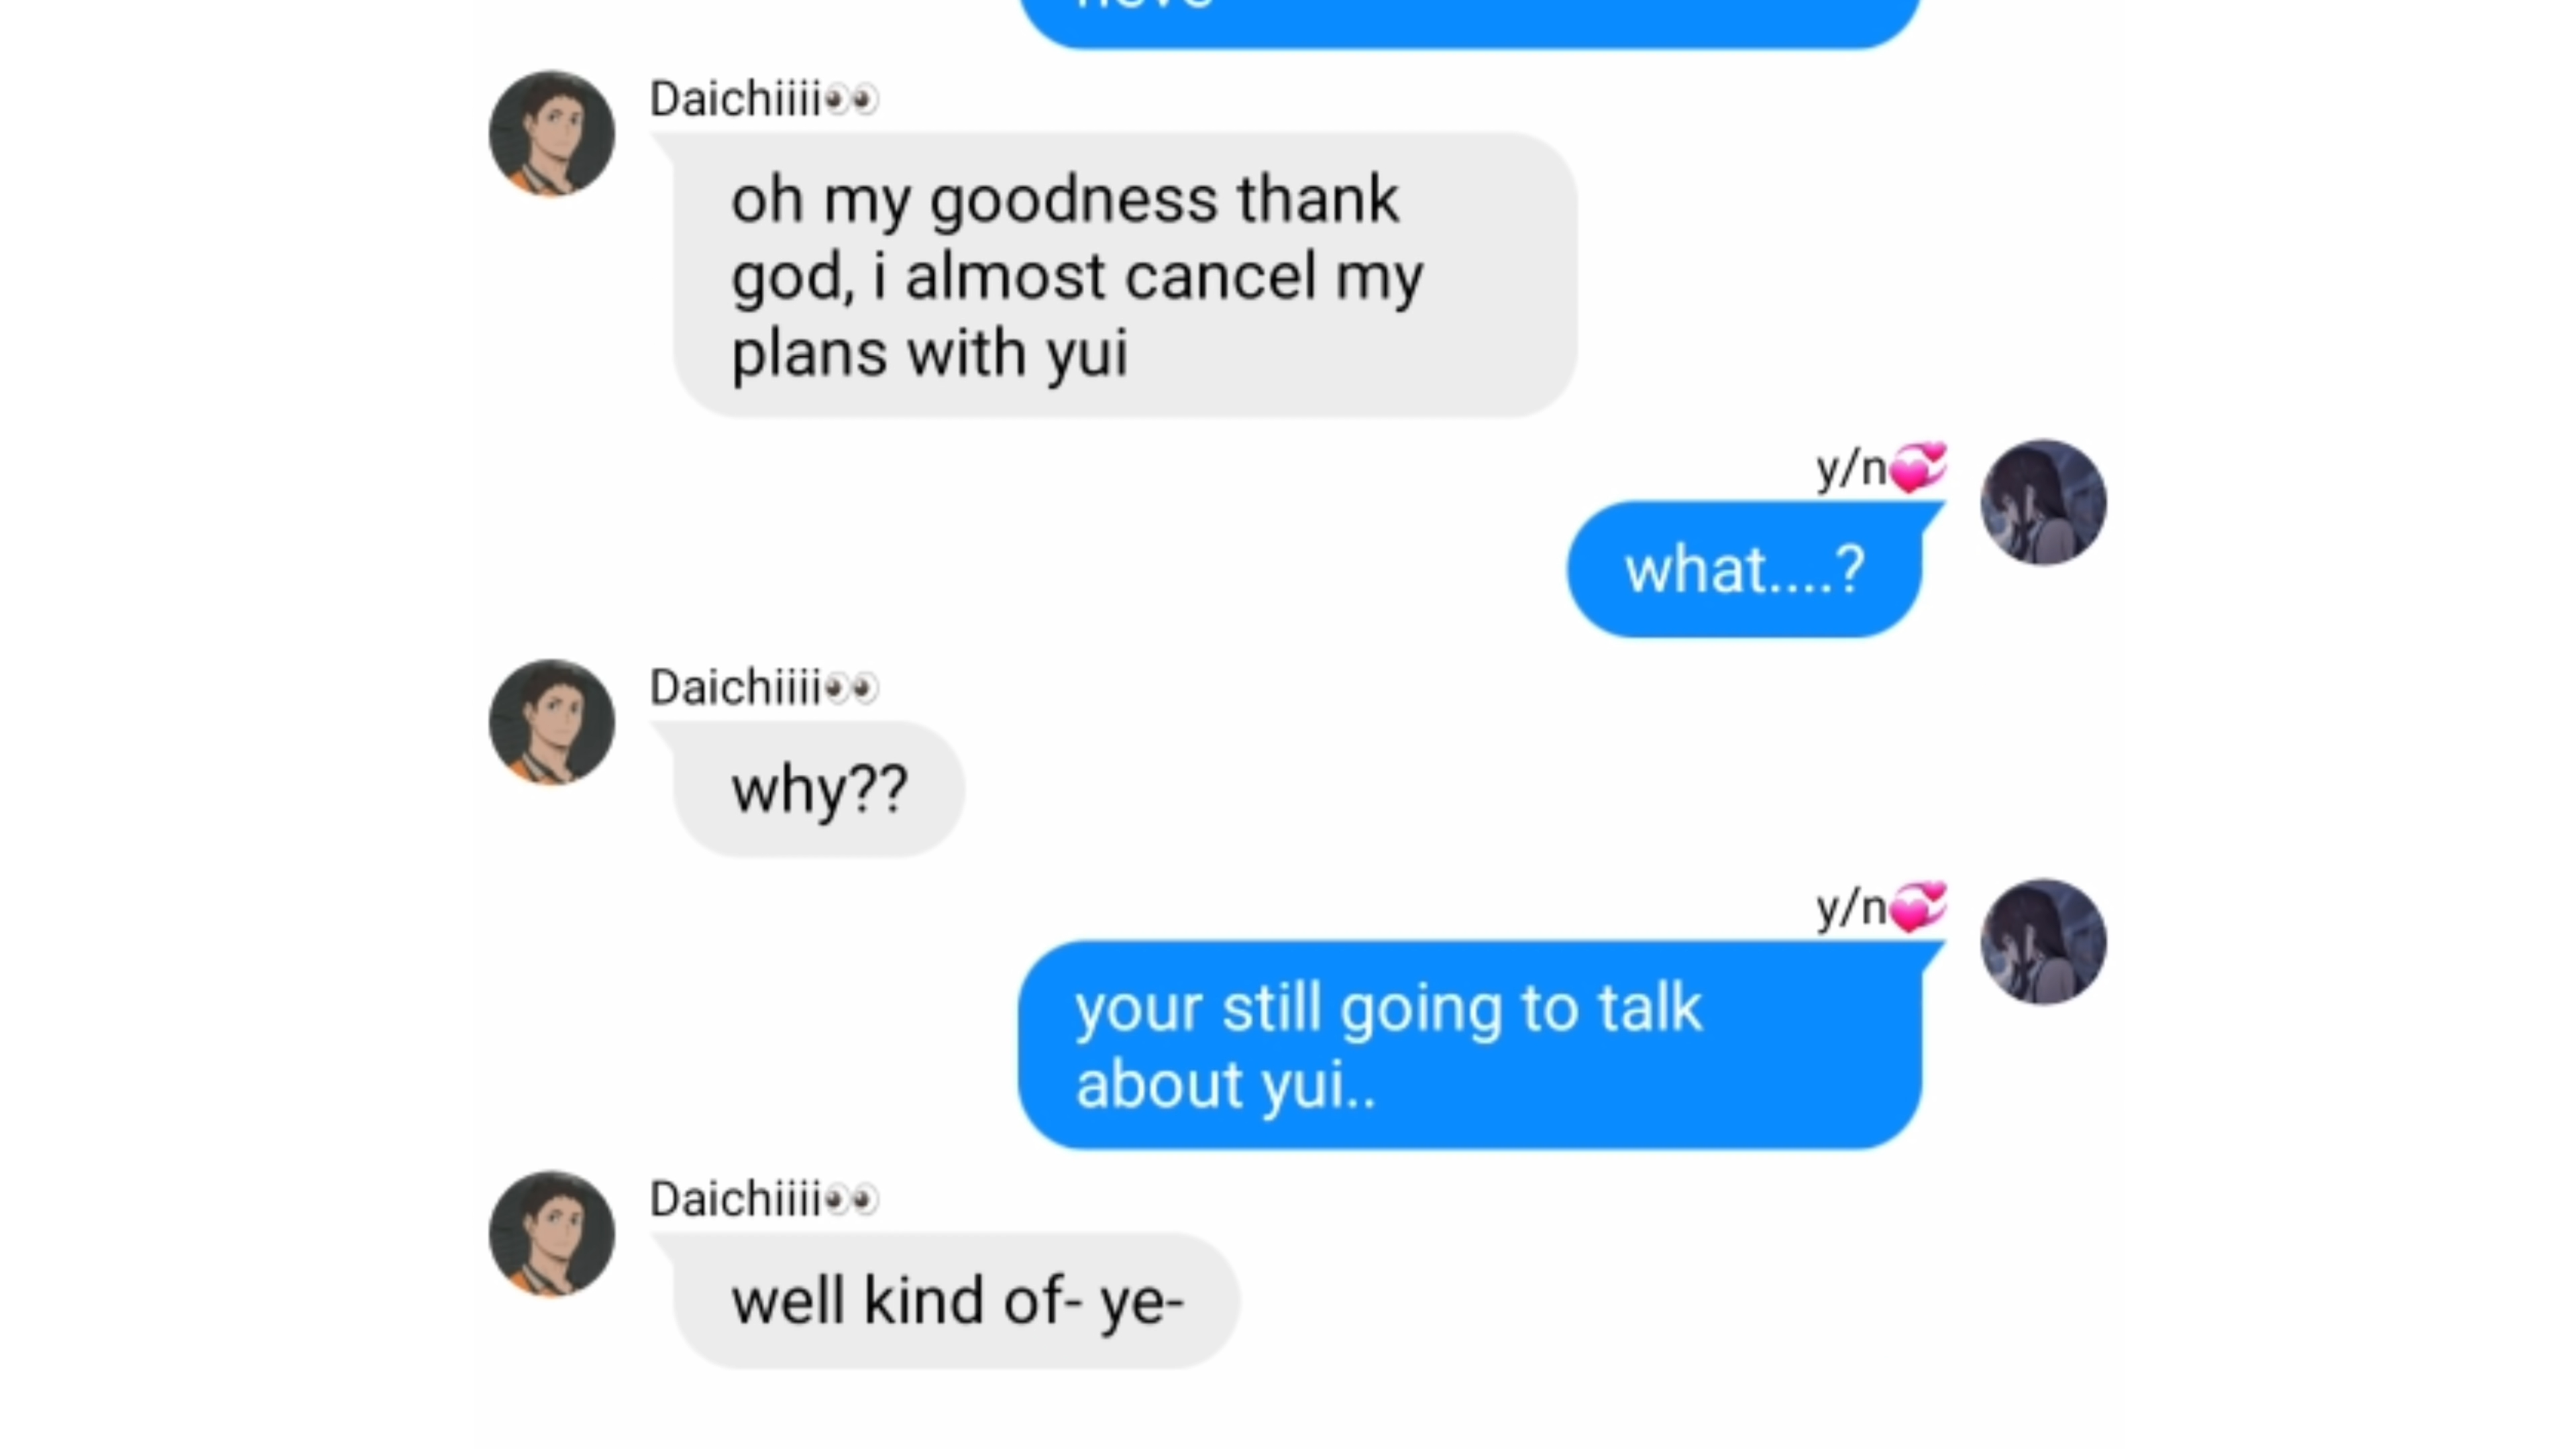 Daichiiii👀
oh my goodness thank
god, i almost cancel my
plans with yui
y/n💞
what....?
Daichiiii👀
why??
y/n💞
your still going to talk
about yui..
Daichiiii👀
well kind of- ye-